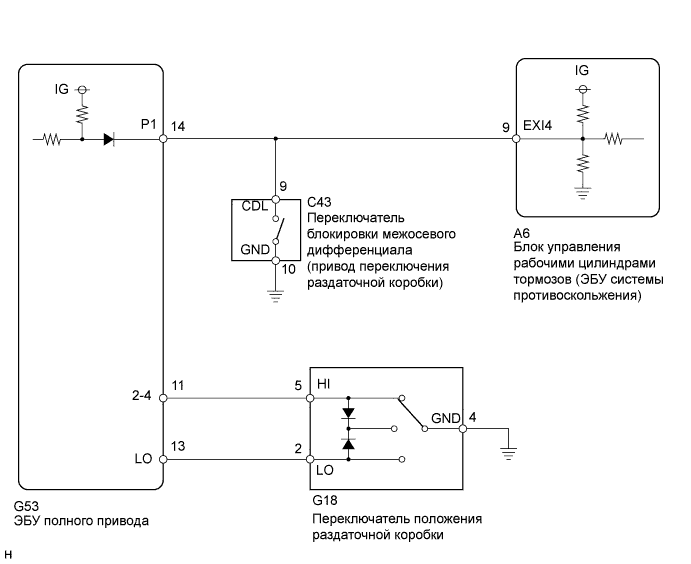 IG
IG
P1
14
9
EXI4
9
CDL
GND
10
C43
Переключатель
блокировки межосевого
дифференциала
(привод переключения
раздаточной коробки)
A6
Блок управления
рабочими цилиндрами
тормозов (ЭБУ системы
противоскольжения)
2-4
11
5
HI
GND
4
LO
13
2
LO
G53
ЭБУ полного привода
G18
Переключатель положения
раздаточной коробки
H